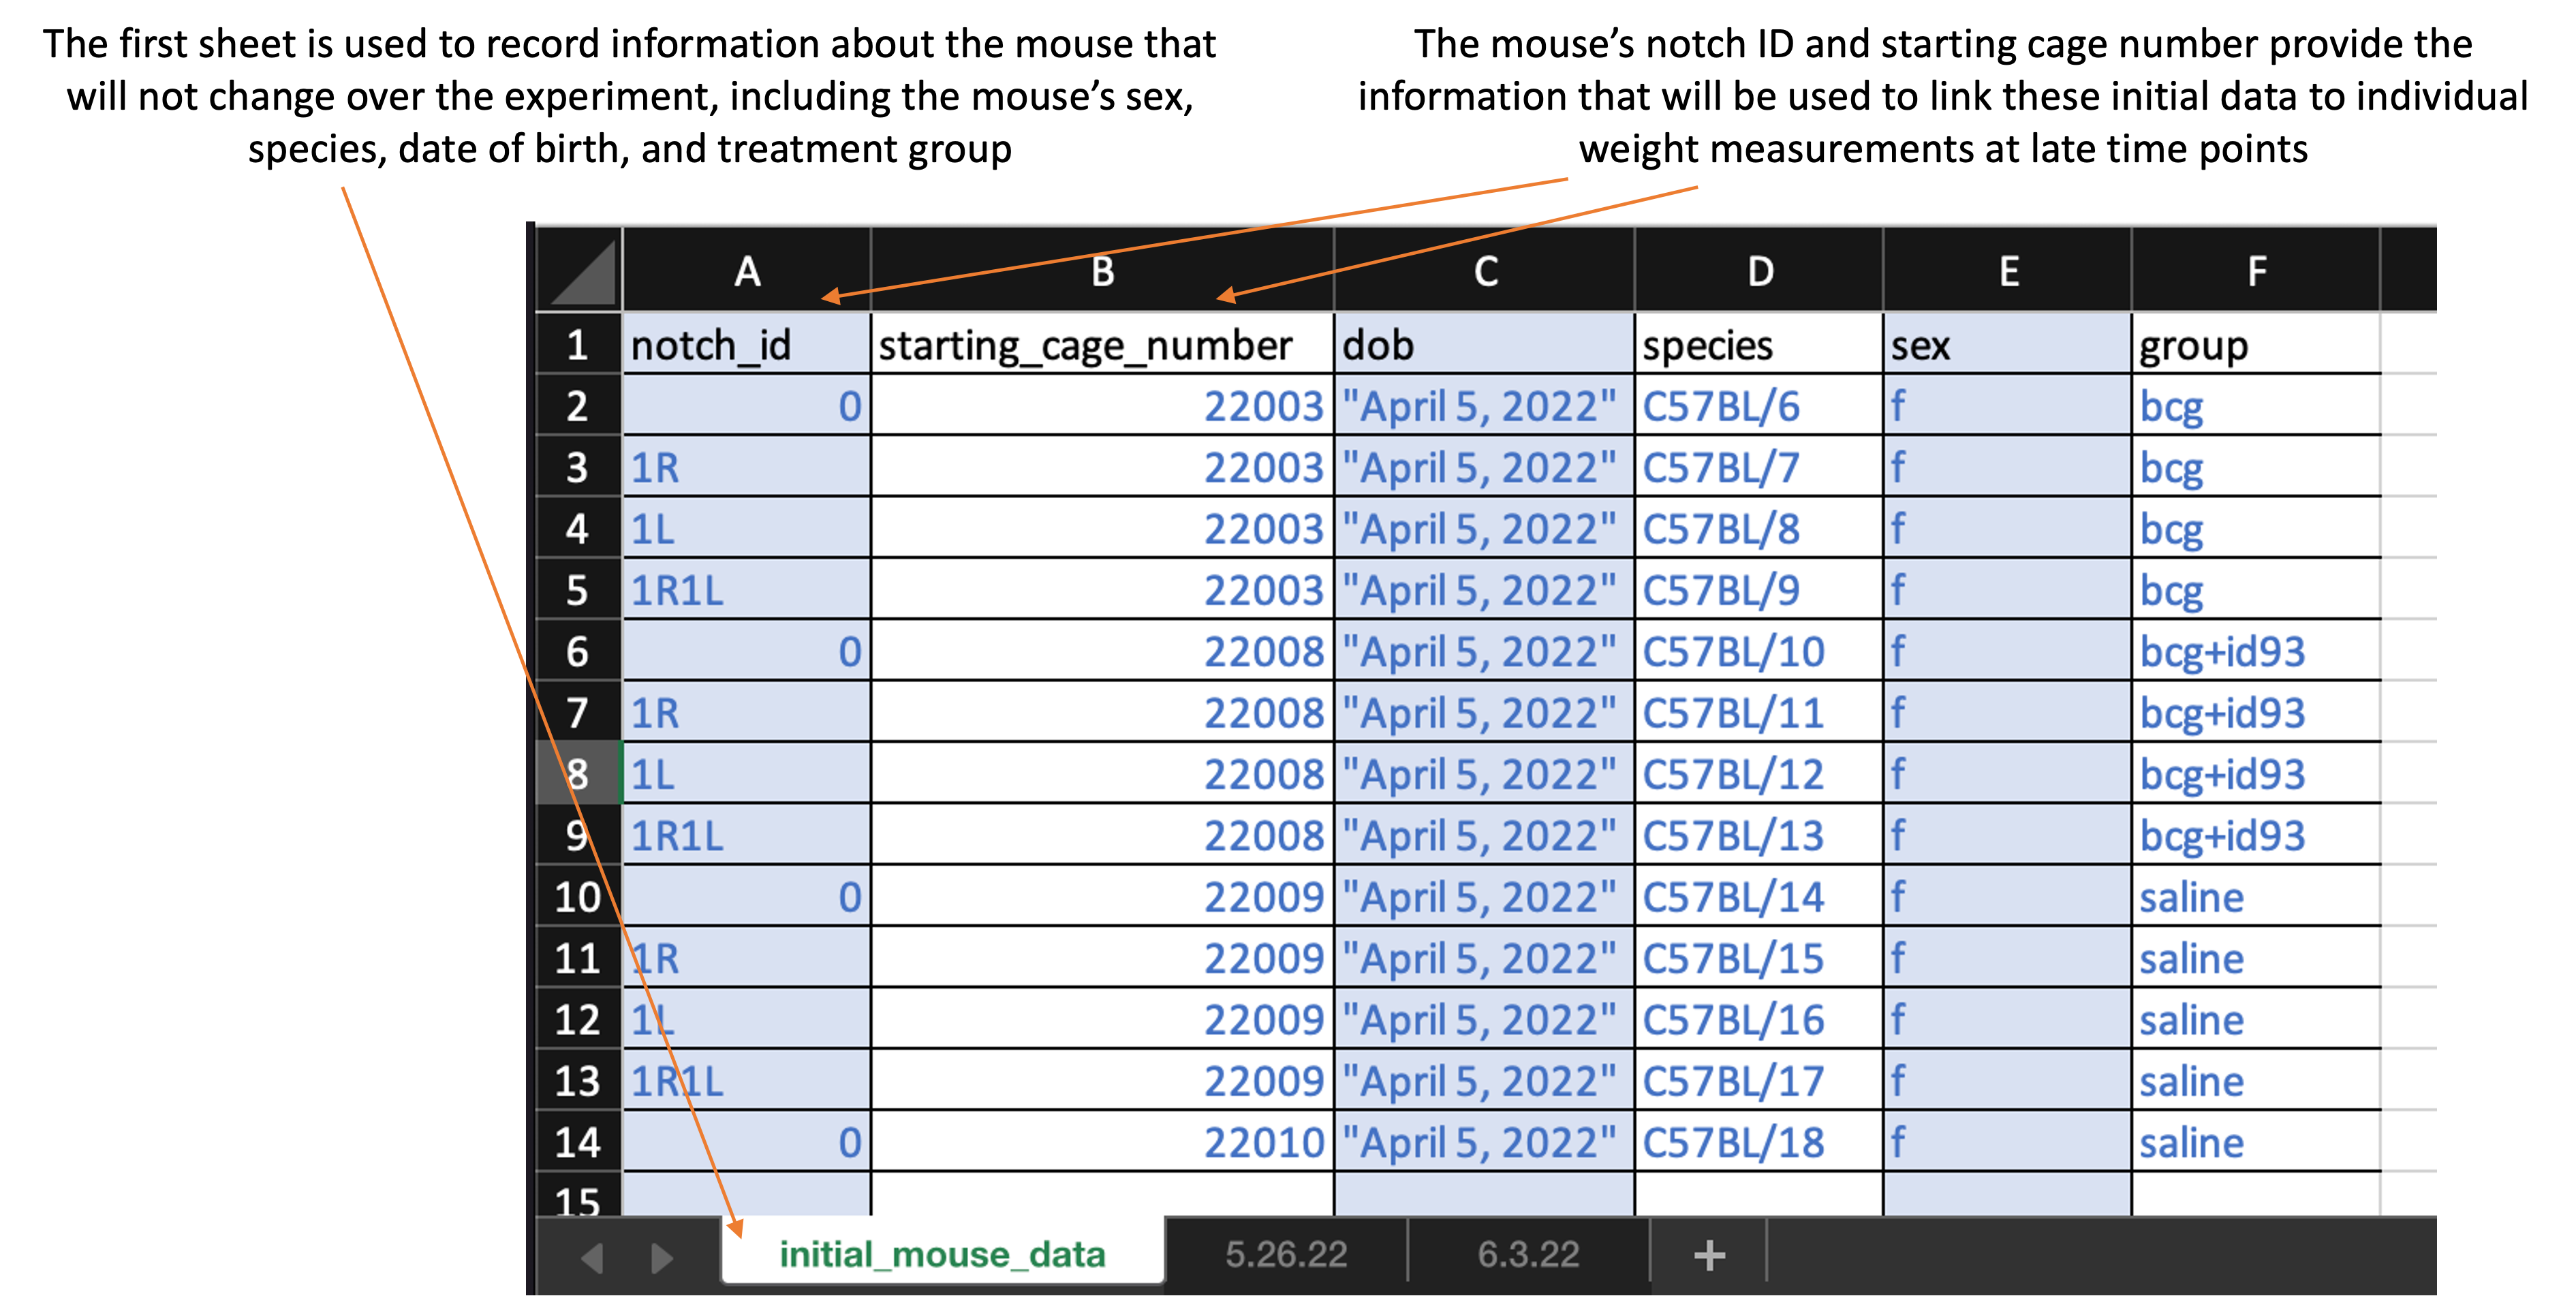 The first sheet is used to record information about the mouse that
will not change over the experiment, including the mouse’s sex,
species, date of birth, and treatment group
The mouse’s notch ID and starting cage number provide the
information that will be used to link these initial data to individual
weight measurements at late time points
A B C D E F
1 notch_id starting_cage_number dob species sex group
2 0 22003 "April 5, 2022" C57BL/6 f bcg
3 1R 22003 "April 5, 2022" C57BL/7 f bcg
4 1L 22003 "April 5, 2022" C57BL/8 f bcg
5 1R1L 22003 "April 5, 2022" C57BL/9 f bcg
6 0 22008 "April 5, 2022" C57BL/10 f bcg+id93
7 1R 22008 "April 5, 2022" C57BL/11 f bcg+id93
8 1L 22008 "April 5, 2022" C57BL/12 f bcg+id93
9 1R1L 22008 "April 5, 2022" C57BL/13 f bcg+id93
10 0 22009 "April 5, 2022" C57BL/14 f saline
11 1R 22009 "April 5, 2022" C57BL/15 f saline
12 1L 22009 "April 5, 2022" C57BL/16 f saline
13 1R1L 22009 "April 5, 2022" C57BL/17 f saline
14 0 22010 "April 5, 2022" C57BL/18 f saline
15
initial_mouse_data 5.26.22 6.3.22 +